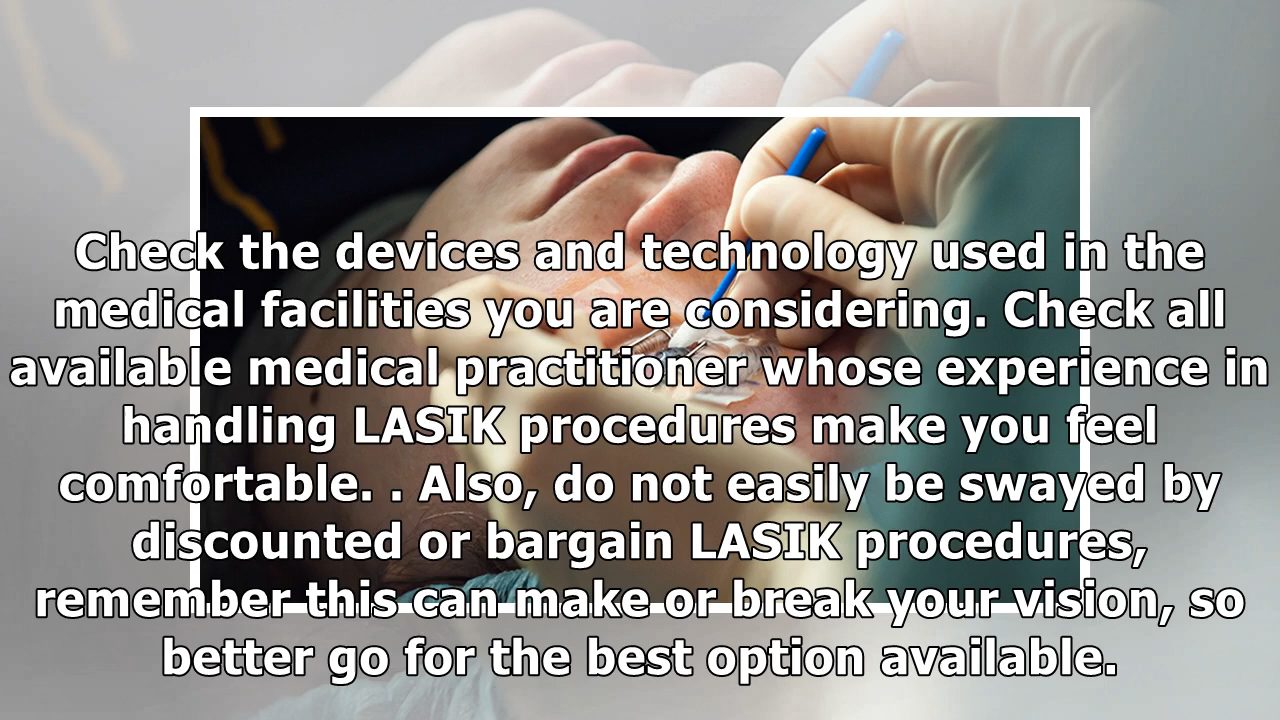 Check the devices and technology used in the
medical facilities you are considering. Check all
available medical practitioner whose experience in
handling LASIK procedures make you feel
comfortable. . Also, do not easily be swayed by
discounted or bargain LASIK procedures,
remember this can make or break your vision, so
better go for the best option available.